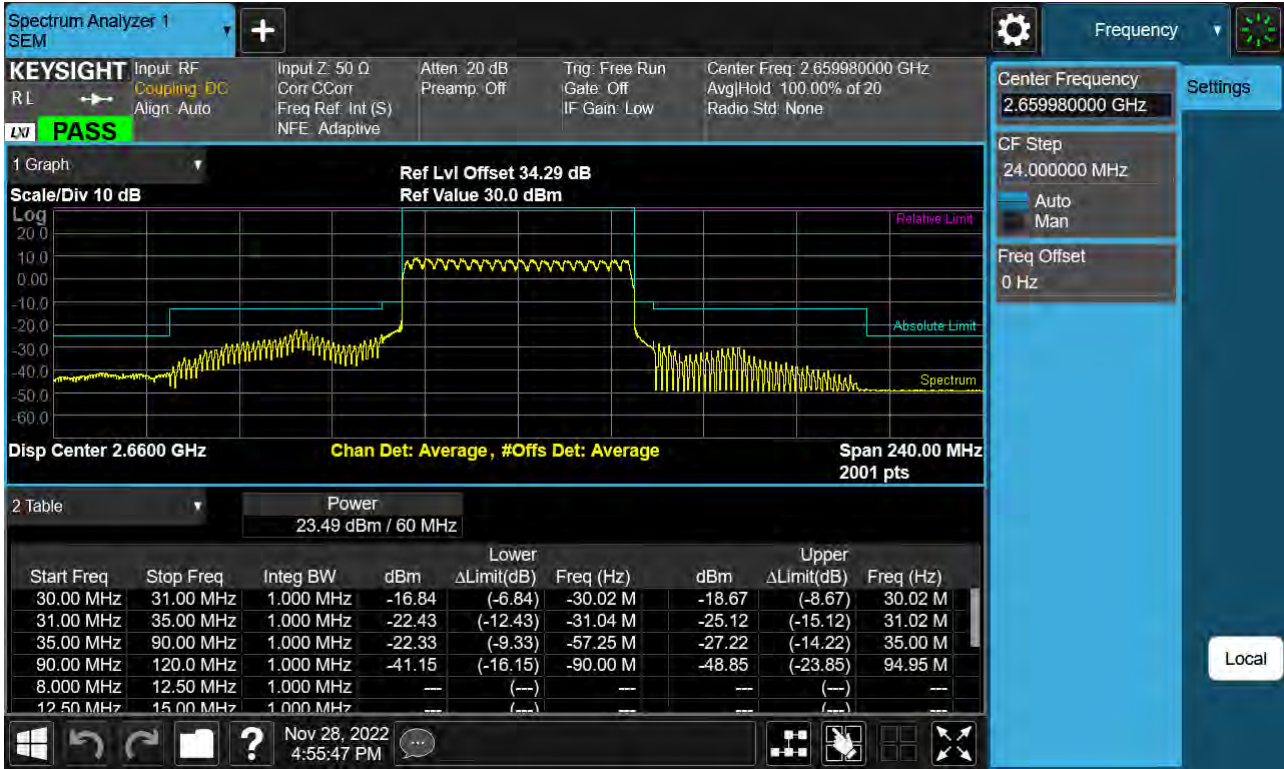 Spectrum Analyzer 1
SEM
Frequency
KEYSIGHT
R L
LXI
PASS
Input: RF
Coupling: DC
Align: Auto
Input Z: 50 Ω
Corr CCorr
Freq Ref: Int (S)
NFE: Adaptive
Atten: 20 dB
Preamp: Off
Trig: Free Run
Gate: Off
IF Gain: Low
Center Freq: 2.659980000 GHz
Avg|Hold: 100.00% of 20
Radio Std: None
Center Frequency
2.659980000 GHz
Settings
CF Step
24.000000 MHz
Auto
Man
Freq Offset
0 Hz
Local
1 Graph
Ref Lvl Offset 34.29 dB
Scale/Div 10 dB Ref Value 30.0 dBm
Log
20.0
10.0
0.00
-10.0
-20.0
-30.0
-40.0
-50.0
-60.0
Relative Limit
Absolute Limit
Spectrum
Disp Center 2.6600 GHz Chan Det: Average, #Offs Det: Average Span 240.00 MHz
2001 pts
2 Table Power
23.49 dBm / 60 MHz
Lower Upper
Start Freq Stop Freq Integ BW dBm ΔLimit(dB) Freq (Hz) dBm ΔLimit(dB) Freq (Hz)
30.00 MHz 31.00 MHz 1.000 MHz -16.84 (-6.84) -30.02 M -18.67 (-8.67) 30.02 M
31.00 MHz 35.00 MHz 1.000 MHz -22.43 (-12.43) -31.04 M -25.12 (-15.12) 31.02 M
35.00 MHz 90.00 MHz 1.000 MHz -22.33 (-9.33) -57.25 M -27.22 (-14.22) 35.00 M
90.00 MHz 120.0 MHz 1.000 MHz -41.15 (-16.15) -90.00 M -48.85 (-23.85) 94.95 M
8.000 MHz 12.50 MHz 1.000 MHz --- (---) --- --- (---) ---
12.50 MHz 15.00 MHz 1.000 MHz --- (---) --- --- (---) ---
?
Nov 28, 2022
4:55:47 PM